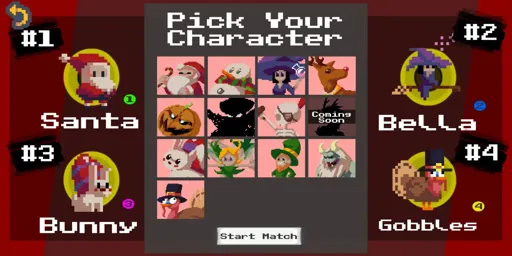 Pick Your
Character
#1
Santa
1
#2
Bella
2
Coming
Soon
#3
Bunny
3
#4
Gobbles
4
Start Match